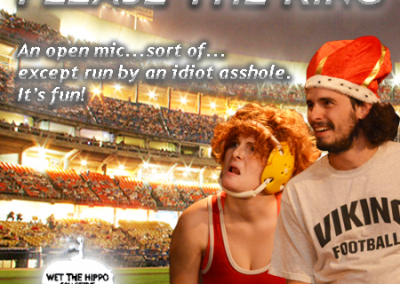 PLEASE THE KING
An open mic...sort of...
except run by an idiot asshole.
It's fun!
VIKING
FOOTBALL
WET THE HIPPO